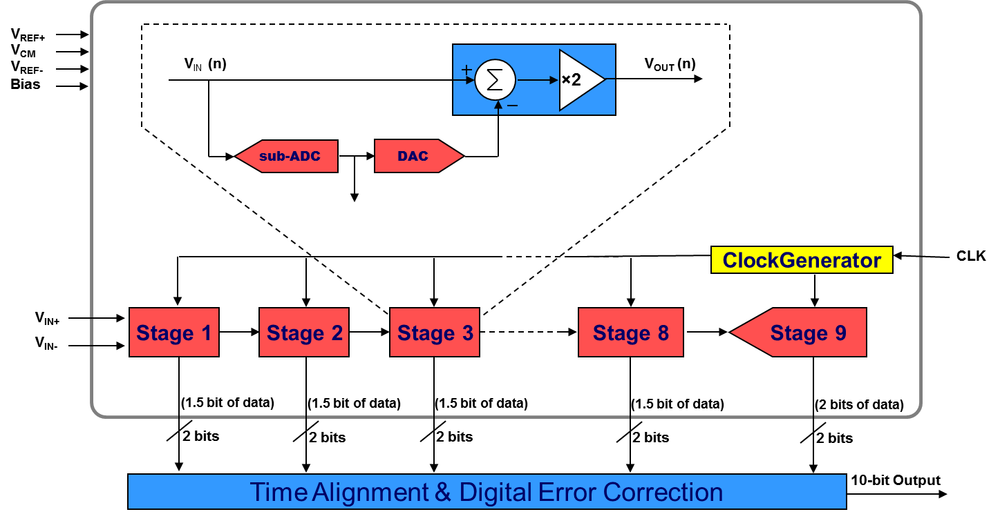 VREF+
VCM
VREF-
Bias
VIN (n)
+
Σ
−
×2
VOUT (n)
sub-ADC
DAC
ClockGenerator
CLK
VIN+
VIN-
Stage 1
Stage 2
Stage 3
Stage 8
Stage 9
(1.5 bit of data)
(1.5 bit of data)
(1.5 bit of data)
(1.5 bit of data)
(2 bits of data)
2 bits
2 bits
2 bits
2 bits
2 bits
Time Alignment & Digital Error Correction
10-bit Output